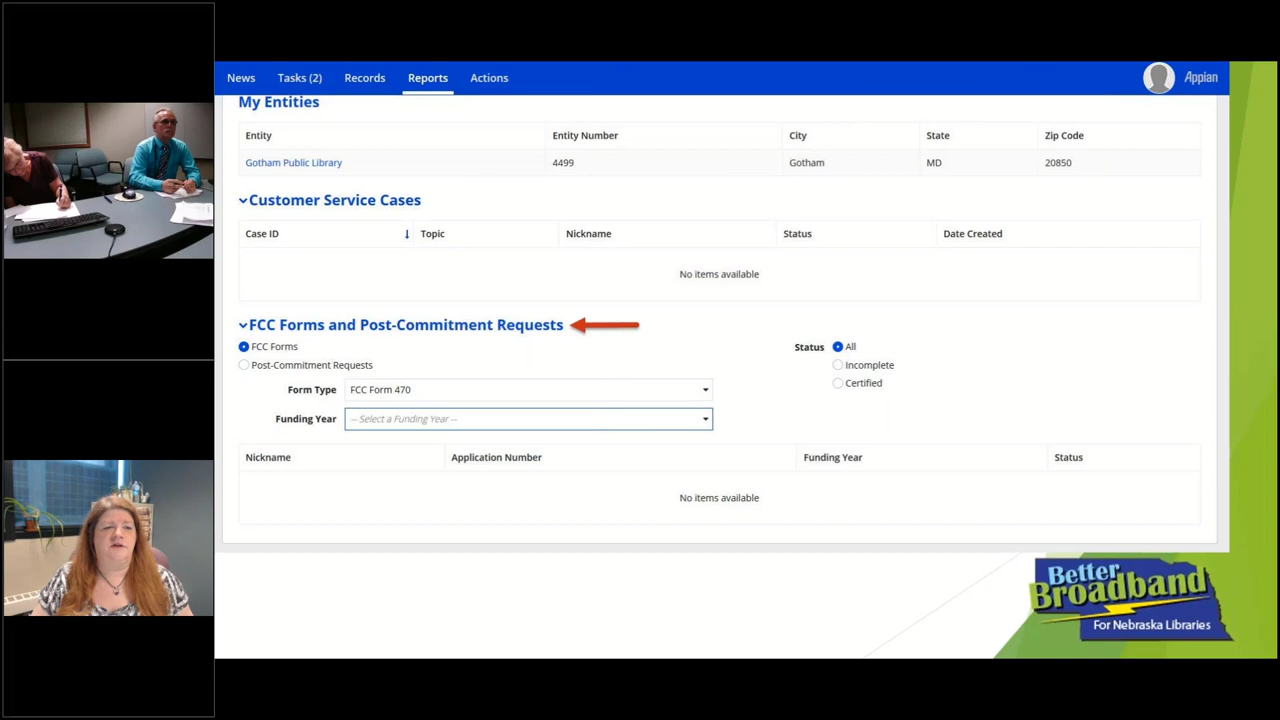 News Tasks (2) Records Reports Actions Appian
My Entities
Entity Entity Number City State Zip Code
Gotham Public Library 4499 Gotham MD 20850
Customer Service Cases
Case ID Topic Nickname Status Date Created
No items available
FCC Forms and Post-Commitment Requests
FCC Forms Status All
Post-Commitment Requests Incomplete
Form Type FCC Form 470 Certified
Funding Year -- Select a Funding Year --
Nickname Application Number Funding Year Status
No items available
Better
Broadband
For Nebraska Libraries